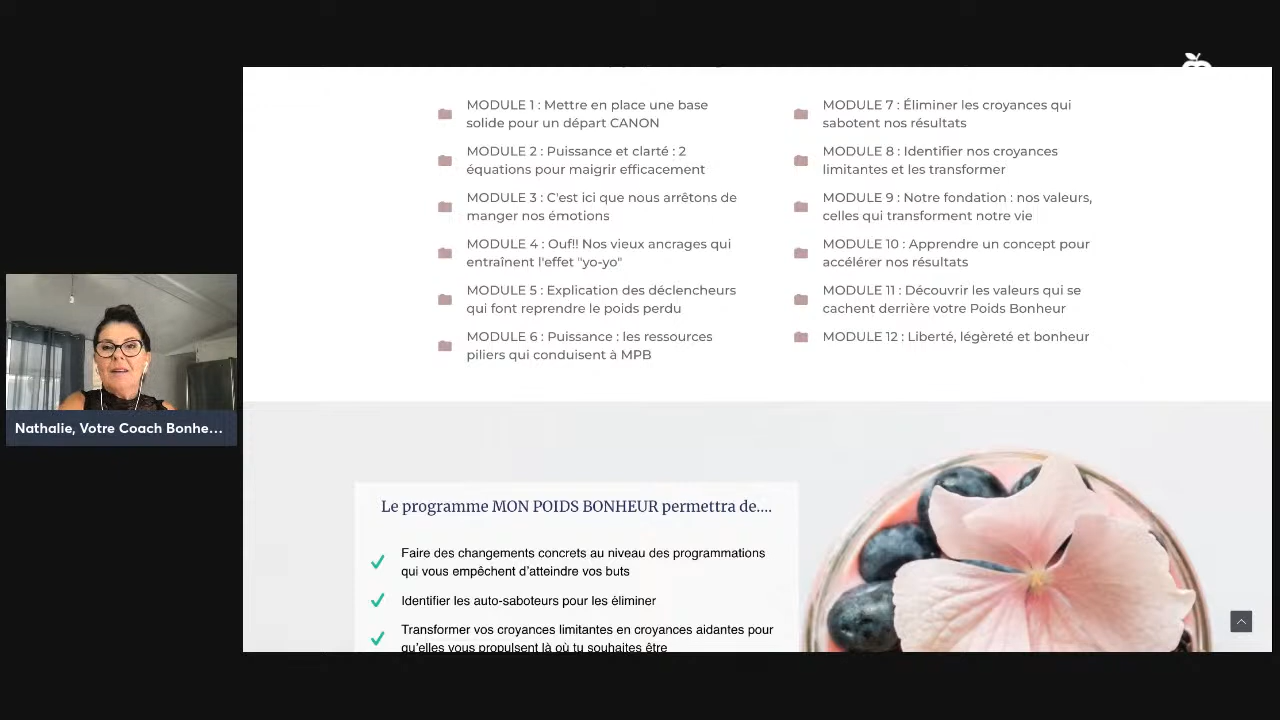 MODULE 1 : Mettre en place une base
solide pour un départ CANON
MODULE 2 : Puissance et clarté : 2
équations pour maigrir efficacement
MODULE 3 : C'est ici que nous arrêtons de
manger nos émotions
MODULE 4 : Ouf!! Nos vieux ancrages qui
entraînent l'effet "yo-yo"
MODULE 5 : Explication des déclencheurs
qui font reprendre le poids perdu
MODULE 6 : Puissance : les ressources
piliers qui conduisent à MPB
MODULE 7 : Éliminer les croyances qui
sabotent nos résultats
MODULE 8 : Identifier nos croyances
limitantes et les transformer
MODULE 9 : Notre fondation : nos valeurs,
celles qui transforment notre vie
MODULE 10 : Apprendre un concept pour
accélérer nos résultats
MODULE 11 : Découvrir les valeurs qui se
cachent derrière votre Poids Bonheur
MODULE 12 : Liberté, légèreté et bonheur
Nathalie, Votre Coach Bonhe...
Le programme MON POIDS BONHEUR permettra de....
Faire des changements concrets au niveau des programmations
qui vous empêchent d'atteindre vos buts
Identifier les auto-saboteurs pour les éliminer
Transformer vos croyances limitantes en croyances aidantes pour
qu'elles vous propulsent là où tu souhaites être